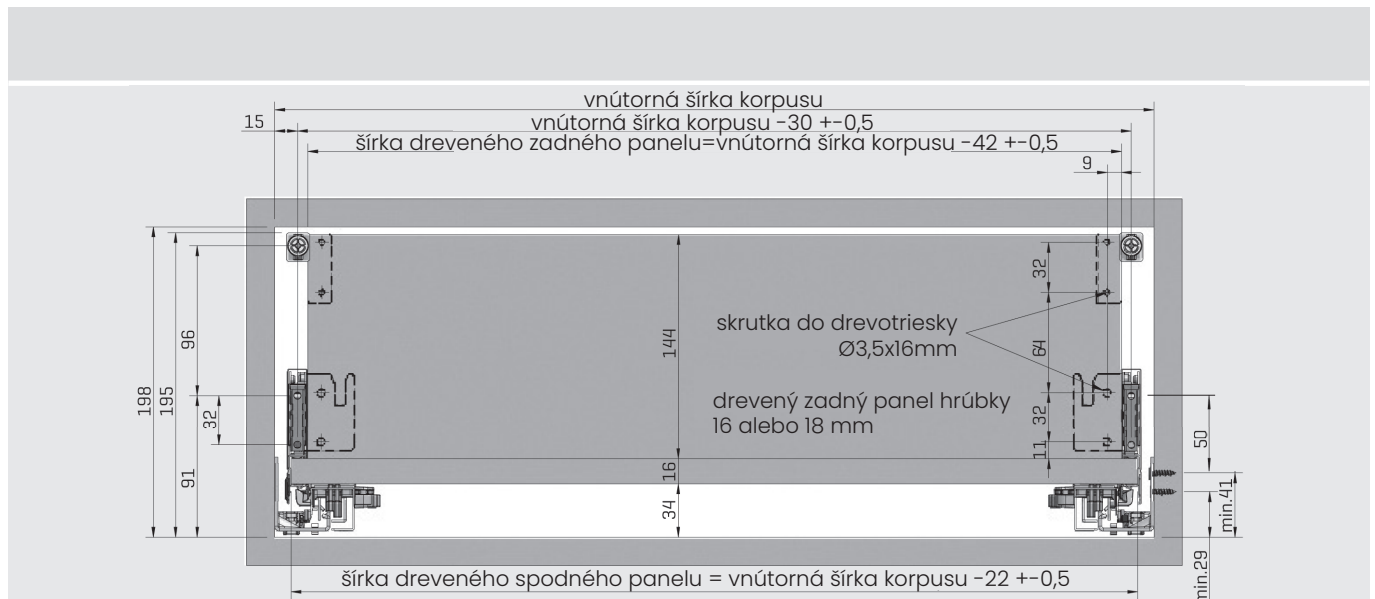 vnútorná šírka korpusu
15
vnútorná šírka korpusu -30 +-0,5
šírka dreveného zadného panelu=vnútorná šírka korpusu -42 +-0,5
9
32
skrutka do drevotriesky
Ø3,5x16mm
64
96
144
198
195
drevený zadný panel hrúbky
16 alebo 18 mm
32
32
50
11
91
16
34
min.41
min.29
šírka dreveného spodného panelu = vnútorná šírka korpusu -22 +-0,5